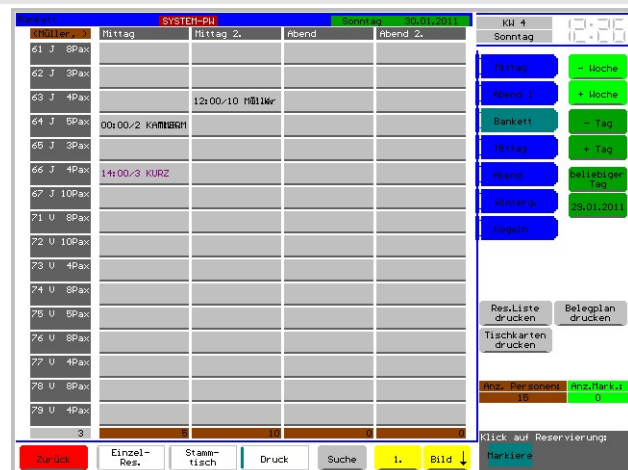 Bankett SYSTEM-PW Sonntag 30.01.2011
(Müller, ) Mittag Mittag 2. Abend Abend 2.
61 J 8Pax
62 J 3Pax
63 J 4Pax 12:00/10
64 J 5Pax 00:00/2
65 J 3Pax
66 J 4Pax 14:00/3 KURZ
67 J 10Pax
71 V 8Pax
72 V 10Pax
73 V 4Pax
74 V 8Pax
75 V 5Pax
76 V 8Pax
77 V 4Pax
78 V 8Pax
79 V 4Pax
3 5 10 0 0
Zurück
Einzel-
Res.
Stamm-
tisch
Druck
Suche
1.
Bild ↓
KW 4
Sonntag
Mittag
Abend 1
Bankett
Mittag
Abend
Winterg.
Kegeln
- Woche
+ Woche
- Tag
+ Tag
beliebiger
Tag
29.01.2011
Res.Liste
drucken
Belegplan
drucken
Tischkarten
drucken
Anz. Personen: Anz.Mark.:
15 0
Klick auf Reservierung:
Markiere